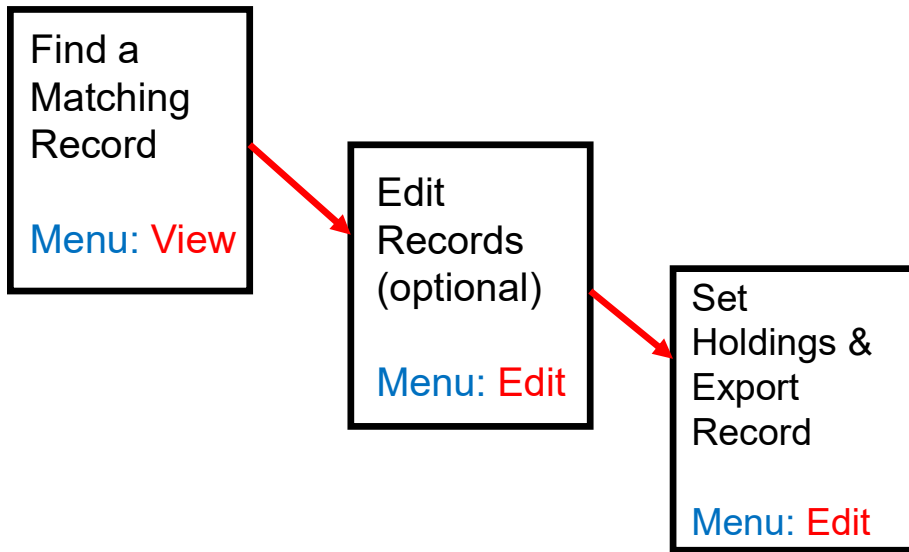 Find a
Matching
Record
Menu: View
Edit
Records
(optional)
Menu: Edit
Set
Holdings &
Export
Record
Menu: Edit